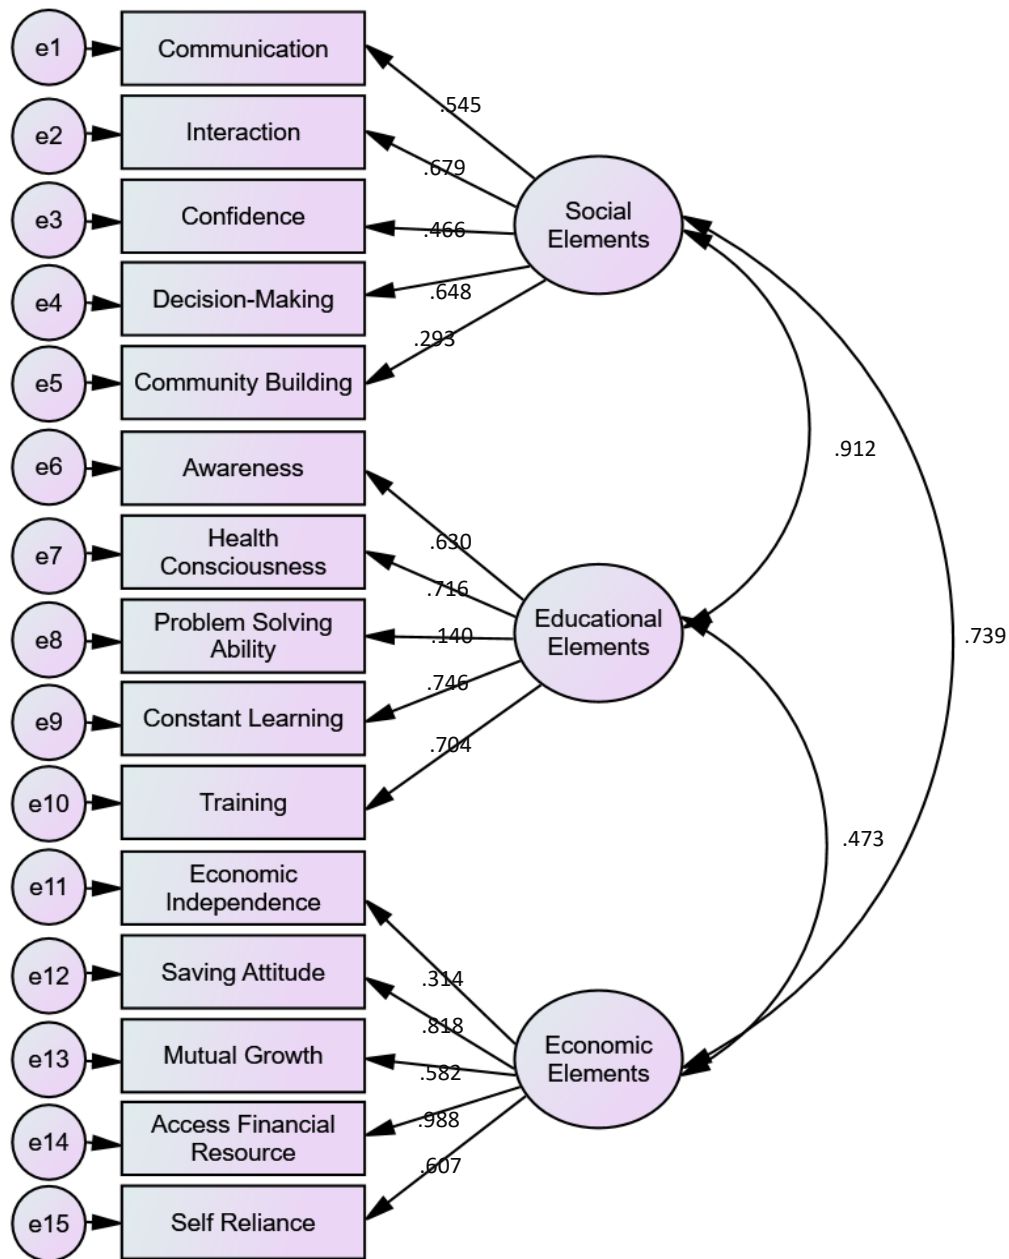 e1
Communication
.545
e2
Interaction
.679
e3
Confidence
.466
Social
Elements
e4
Decision-Making
.648
e5
Community Building
.293
e6
Awareness
.912
e7
Health
Consciousness
.630
.716
e8
Problem Solving
Ability
.140
Educational
Elements
.739
e9
Constant Learning
.746
e10
Training
.704
e11
Economic
Independence
.473
e12
Saving Attitude
.314
.818
e13
Mutual Growth
.582
Economic
Elements
e14
Access Financial
Resource
.988
e15
Self Reliance
.607